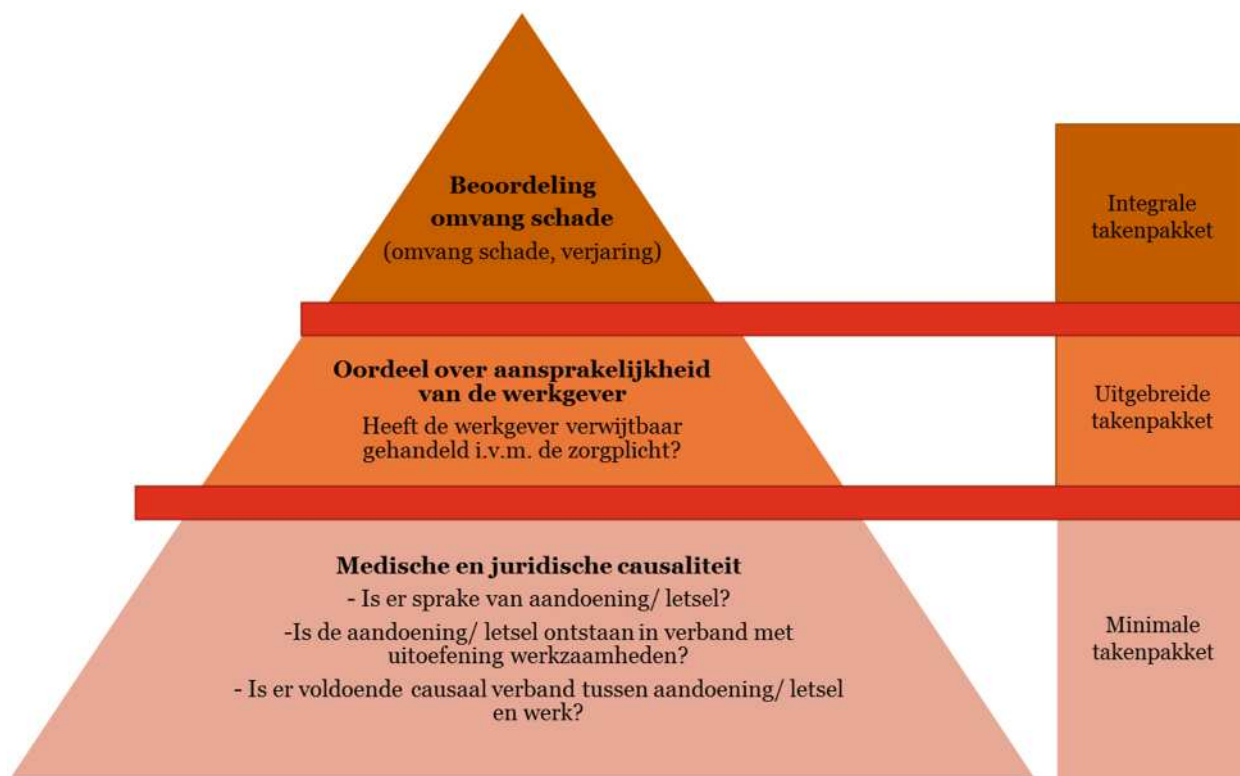 Beoordeling
omvang schade
(omvang schade, verjaring)
Integrale
takenpakket
Oordeel over aansprakelijkheid
van de werkgever
Heeft de werkgever verwijtbaar
gehandeld i.v.m. de zorgplicht?
Uitgebreide
takenpakket
Medische en juridische causaliteit
- Is er sprake van aandoening/ letsel?
-Is de aandoening/ letsel ontstaan in verband met
uitoefening werkzaamheden?
- Is er voldoende causaal verband tussen aandoening/ letsel
en werk?
Minimale
takenpakket